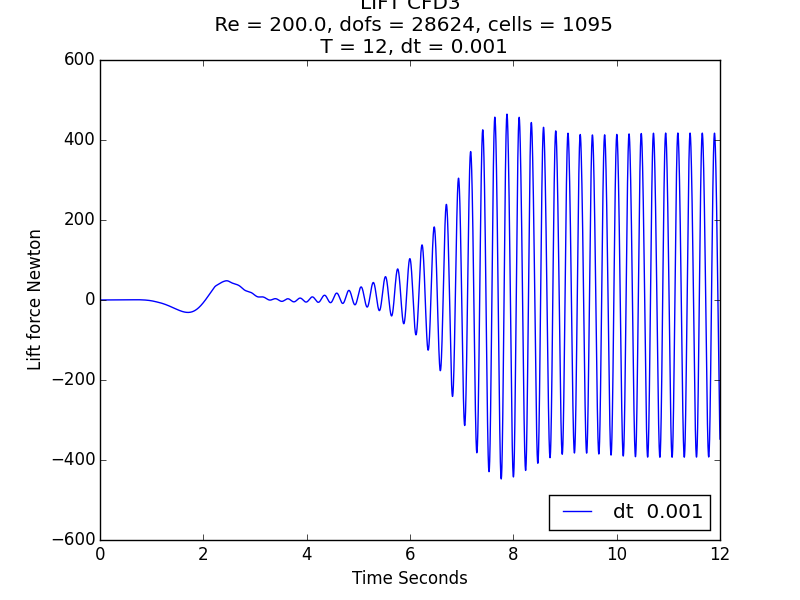 LIFT CFD3
Re = 200.0, dofs = 28624, cells = 1095
T = 12, dt = 0.001
600
400
200
0
−200
−400
−600
Lift force Newton
dt 0.001
0 2 4 6 8 10 12
Time Seconds